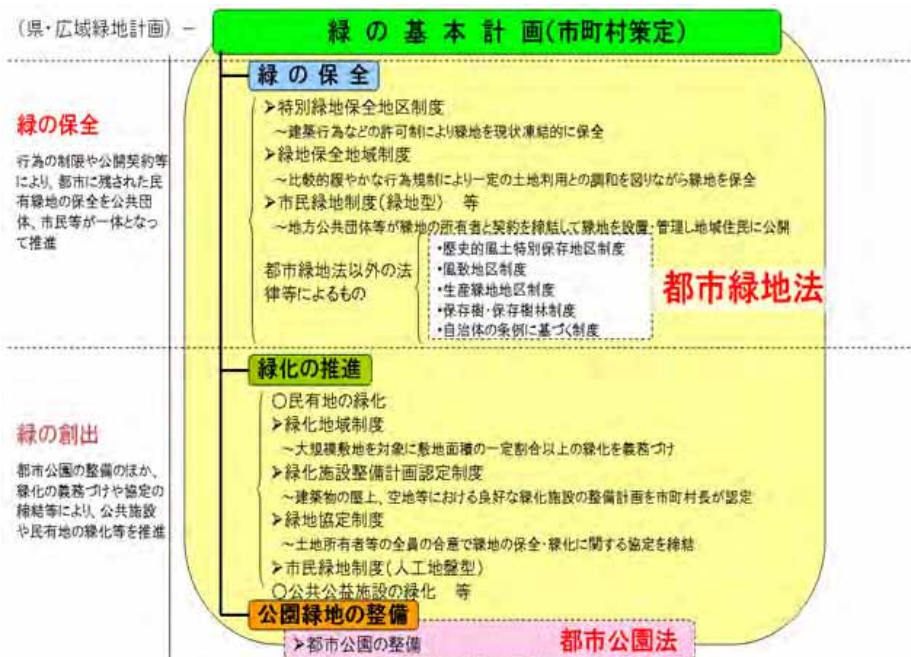 (県・広域緑地計画) −
緑の基本計画(市町村策定)
緑の保全
行為の制限や公開契約等
により、都市に残された民
有緑地の保全を公共団
体、市民等が一体となっ
て推進
緑の保全
➢特別緑地保全地区制度
～建築行為などの許可制により緑地を現状凍結的に保全
➢緑地保全地域制度
～比較的緩やかな行為規制により一定の土地利用との調和を図りながら緑地を保全
➢市民緑地制度(緑地型) 等
～地方公共団体等が緑地の所有者と契約を締結して緑地を設置・管理し地域住民に公開
都市緑地法以外の法
律等によるもの
・歴史的風土特別保存地区制度
・風致地区制度
・生産緑地地区制度
・保存樹・保存樹林制度
・自治体の条例に基づく制度
都市緑地法
緑の創出
都市公園の整備のほか、
緑化の義務づけや協定の
締結等により、公共施設
や民有地の緑化等を推進
緑化の推進
○民有地の緑化
➢緑化地域制度
～大規模敷地を対象に敷地面積の一定割合以上の緑化を義務づけ
➢緑化施設整備計画認定制度
～建築物の屋上、空地等における良好な緑化施設の整備計画を市町村長が認定
➢緑地協定制度
～土地所有者等の全員の合意で緑地の保全・緑化に関する協定を締結
➢市民緑地制度(人工地盤型)
○公共公益施設の緑化 等
公園緑地の整備
➢都市公園の整備
都市公園法